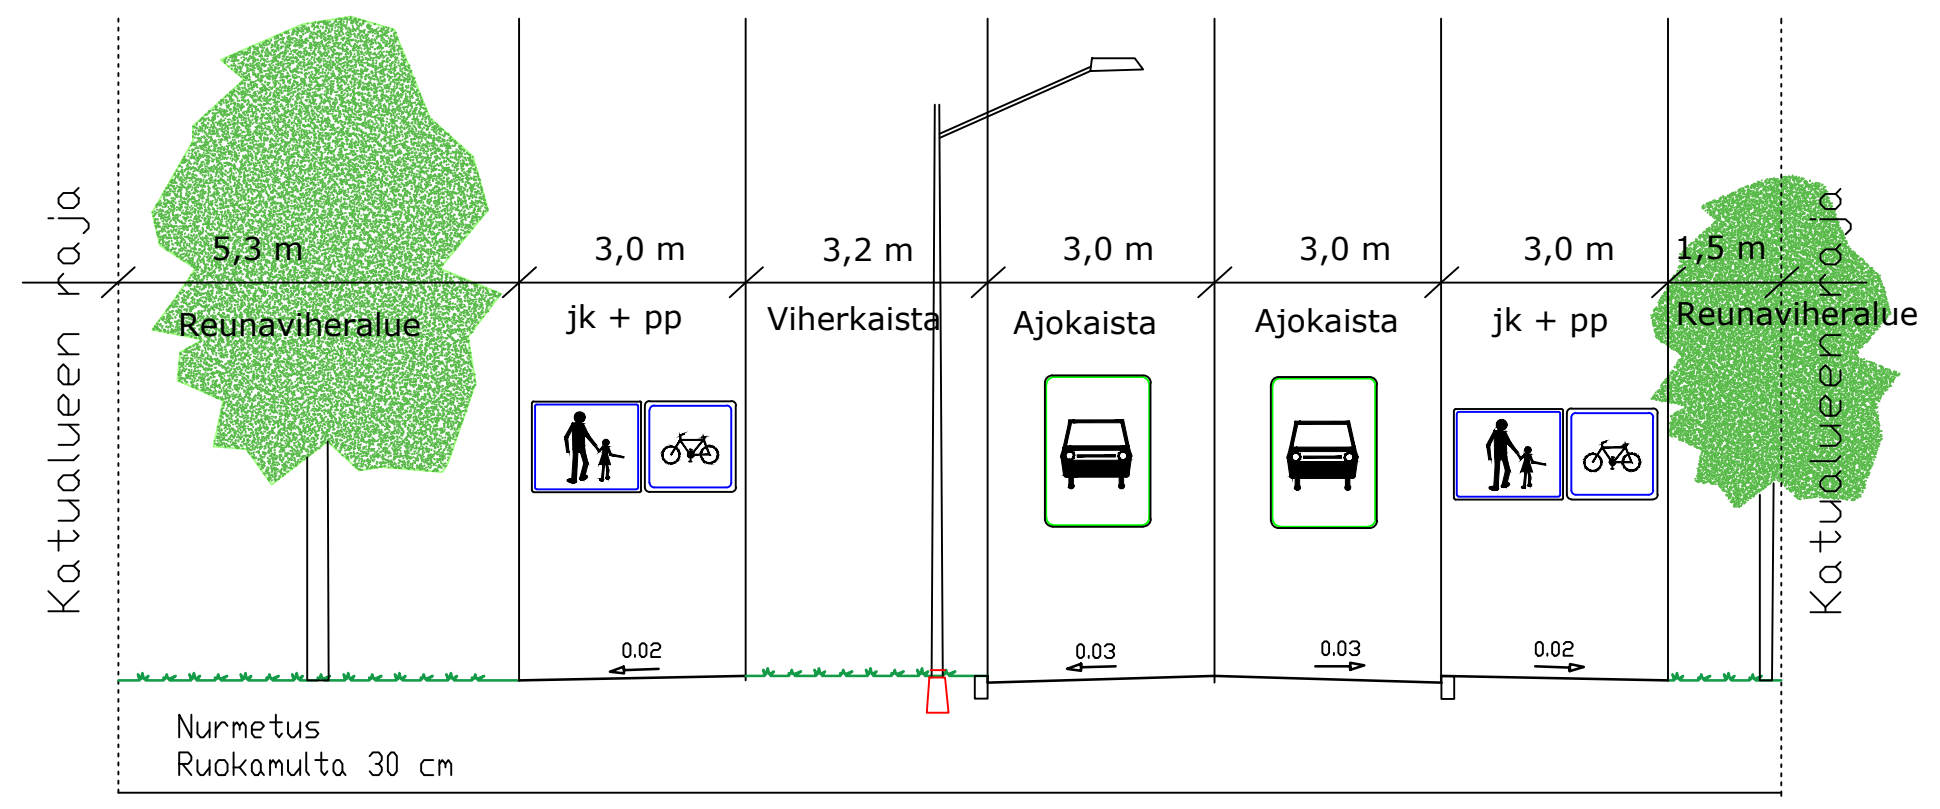 Katualueen raja
5,3 m
3,0 m
3,2 m
3,0 m
3,0 m
3,0 m
1,5 m
Reunaviheralue
jk + pp
Viherkaista
Ajokaista
Ajokaista
jk + pp
Reunaviheralue
Katualueen raja
0.02
0.03
0.03
0.02
Nurmetus
Ruokamulta 30 cm